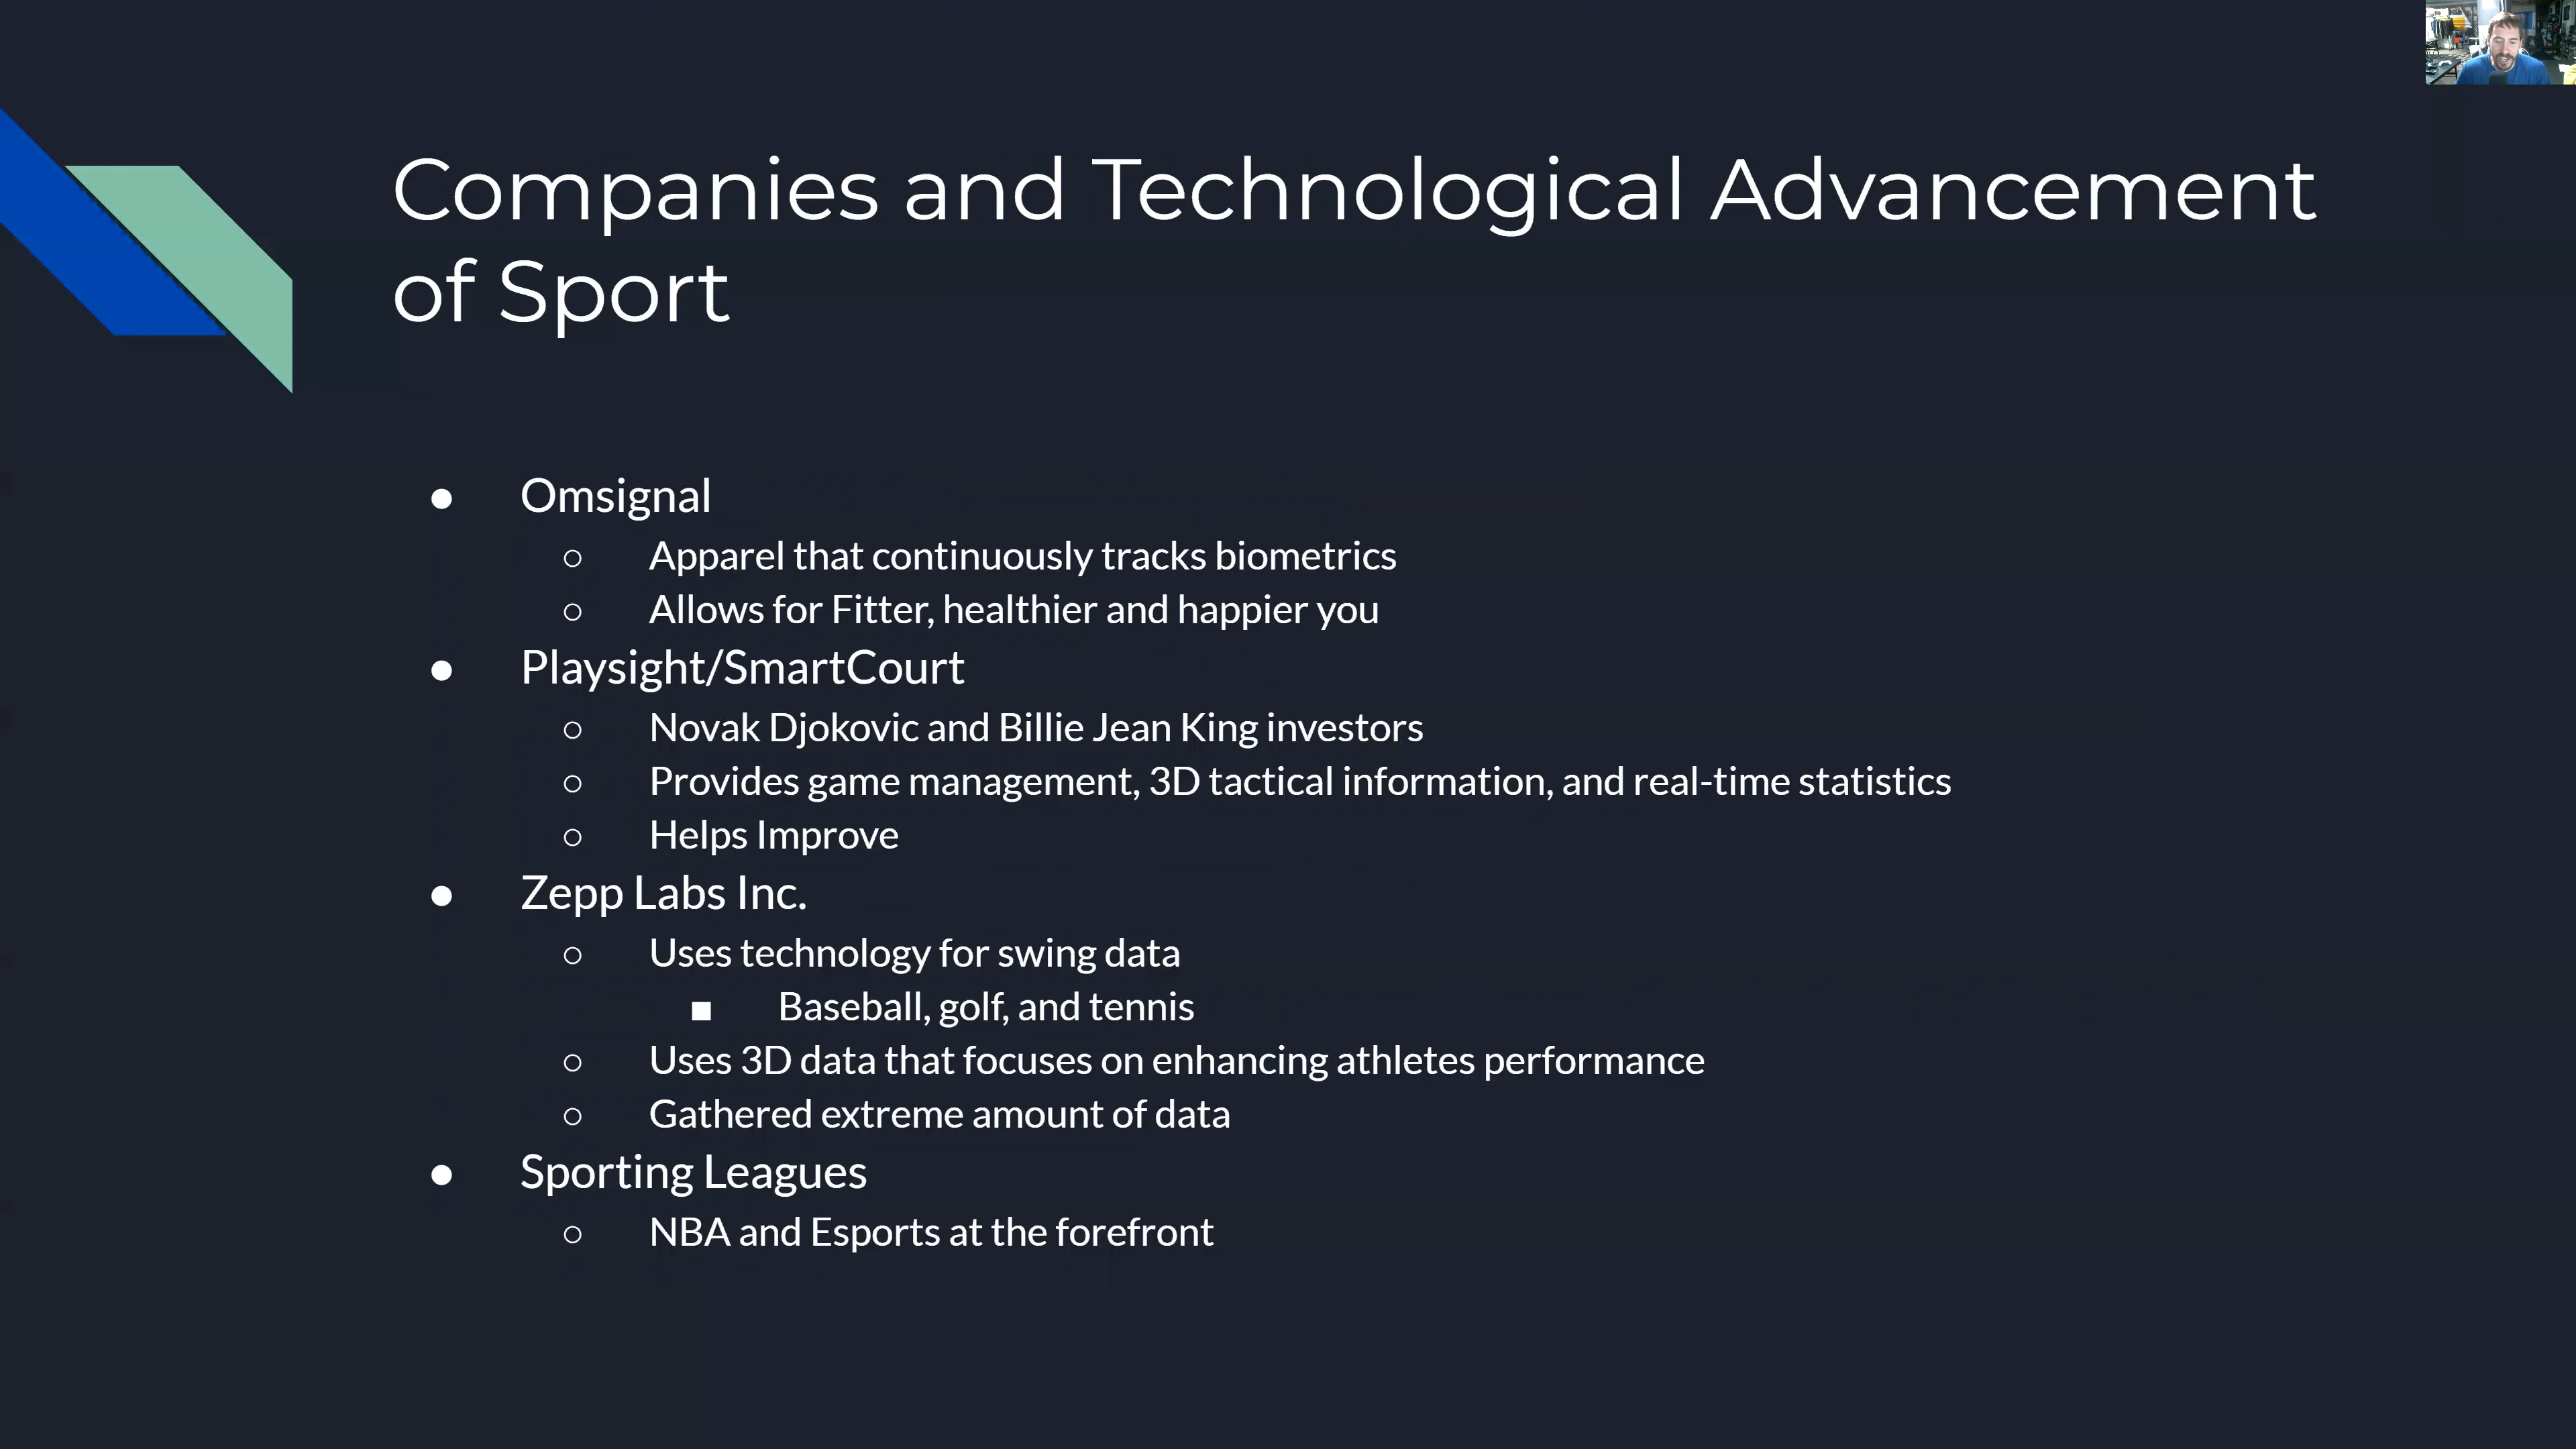 Companies and Technological Advancement
of Sport
● Omsignal
○ Apparel that continuously tracks biometrics
○ Allows for Fitter, healthier and happier you
● Playsight/SmartCourt
○ Novak Djokovic and Billie Jean King investors
○ Provides game management, 3D tactical information, and real-time statistics
○ Helps Improve
● Zepp Labs Inc.
○ Uses technology for swing data
■ Baseball, golf, and tennis
○ Uses 3D data that focuses on enhancing athletes performance
○ Gathered extreme amount of data
● Sporting Leagues
○ NBA and Esports at the forefront